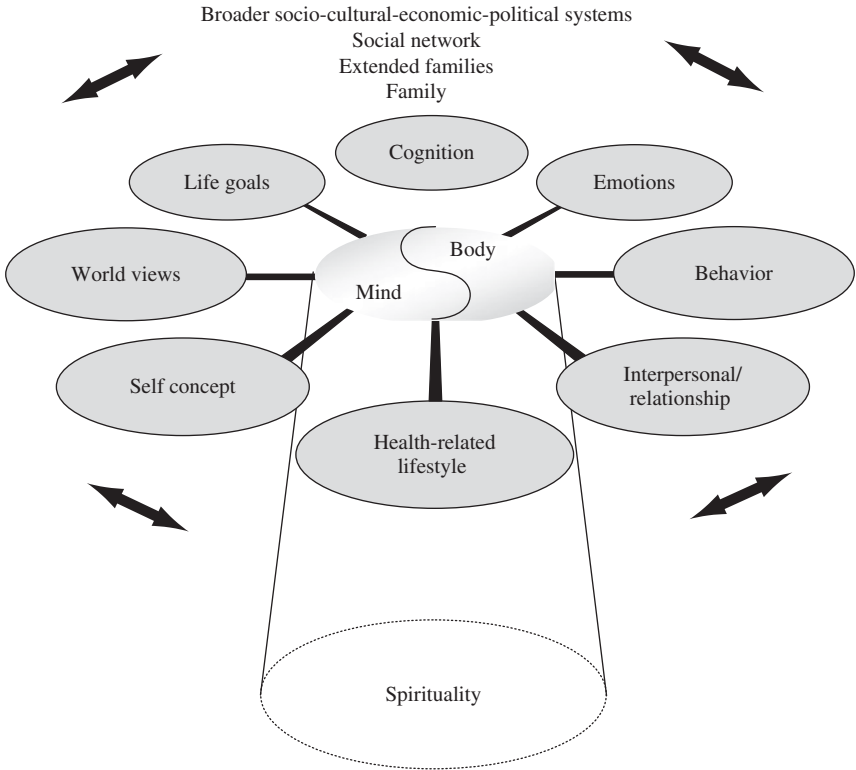 Broader socio-cultural-economic-political systems
Social network
Extended families
Family
Cognition
Life goals
Emotions
Body
World views
Behavior
Mind
Self concept
Interpersonal/
relationship
Health-related
lifestyle
Spirituality